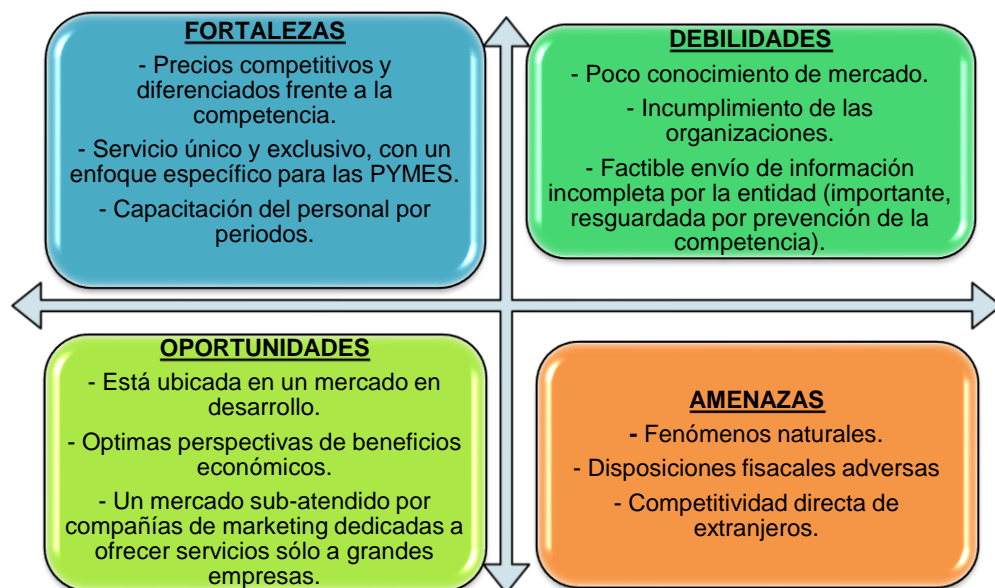 FORTALEZAS
- Precios competitivos y
diferenciados frente a la
competencia.
- Servicio único y exclusivo, con un
enfoque específico para las PYMES.
- Capacitación del personal por
periodos.
DEBILIDADES
- Poco conocimiento de mercado.
- Incumplimiento de las
organizaciones.
- Factible envío de información
incompleta por la entidad (importante,
resguardada por prevención de la
competencia).
OPORTUNIDADES
- Está ubicada en un mercado en
desarrollo.
- Optimas perspectivas de beneficios
económicos.
- Un mercado sub-atendido por
compañías de marketing dedicadas a
ofrecer servicios sólo a grandes
empresas.
AMENAZAS
- Fenómenos naturales.
- Disposiciones fisacales adversas
- Competitividad directa de
extranjeros.